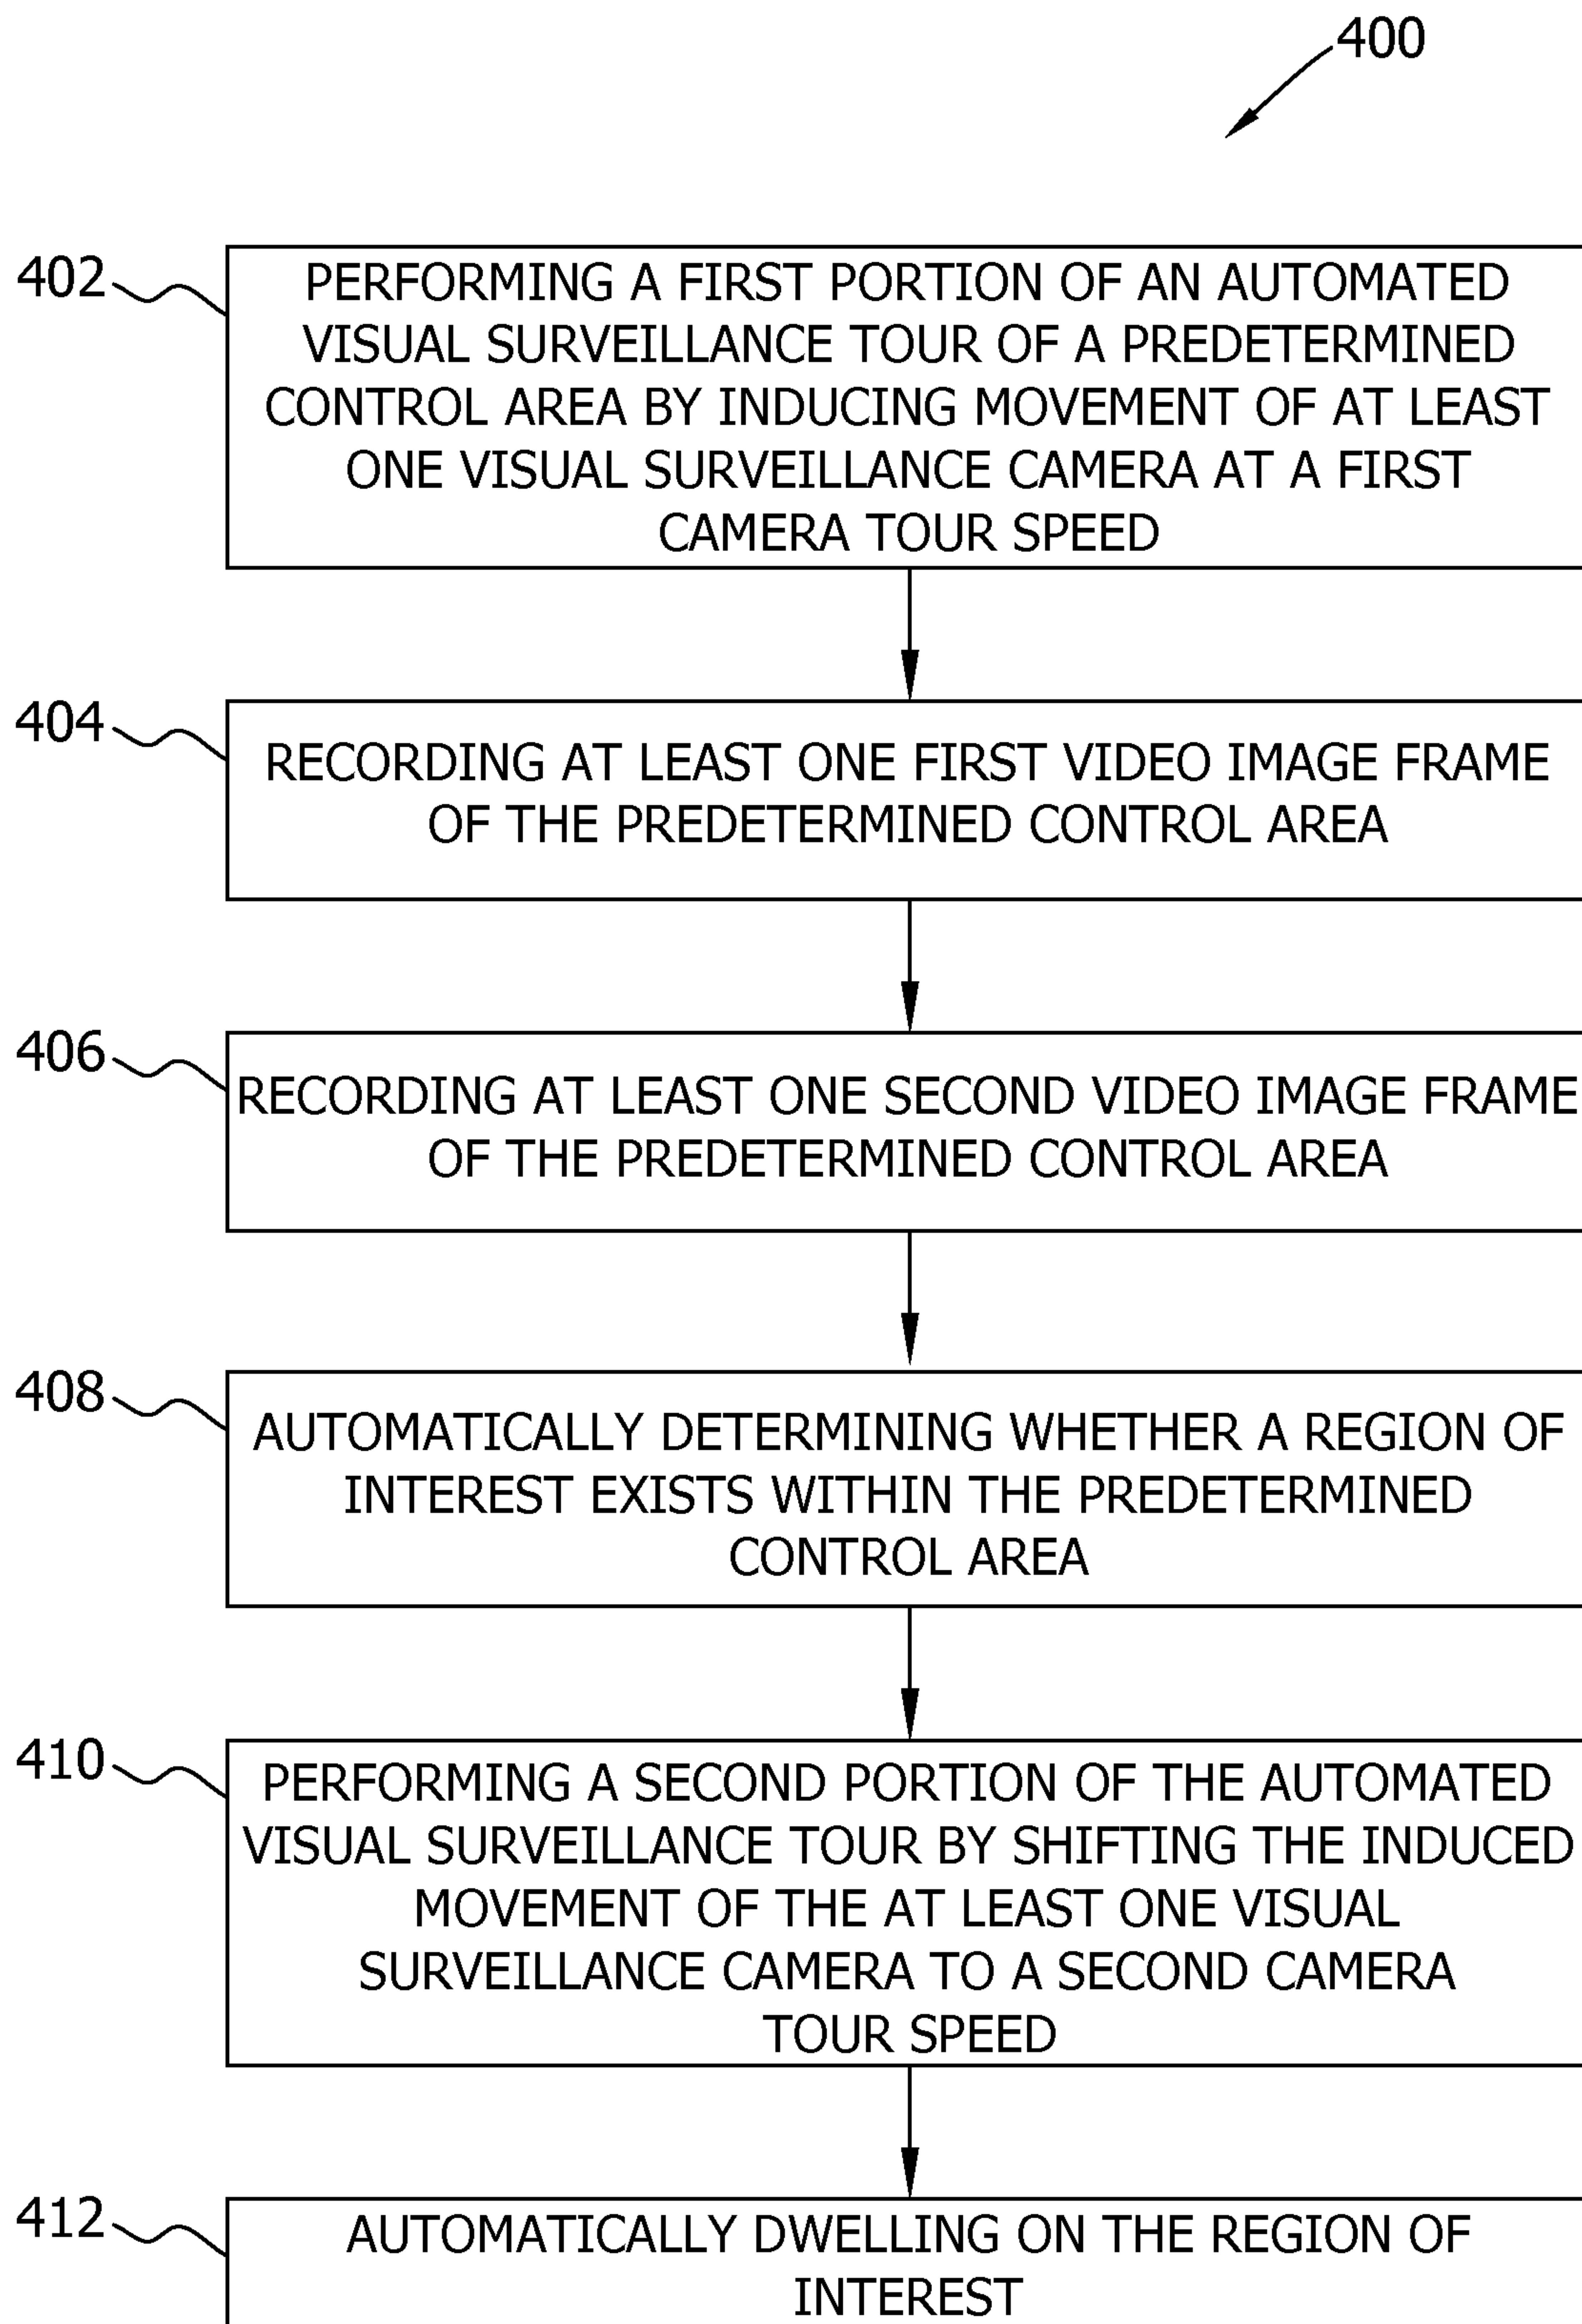 400
402
PERFORMING A FIRST PORTION OF AN AUTOMATED
VISUAL SURVEILLANCE TOUR OF A PREDETERMINED
CONTROL AREA BY INDUCING MOVEMENT OF AT LEAST
ONE VISUAL SURVEILLANCE CAMERA AT A FIRST
CAMERA TOUR SPEED
404
RECORDING AT LEAST ONE FIRST VIDEO IMAGE FRAME
OF THE PREDETERMINED CONTROL AREA
406
RECORDING AT LEAST ONE SECOND VIDEO IMAGE FRAME
OF THE PREDETERMINED CONTROL AREA
408
AUTOMATICALLY DETERMINING WHETHER A REGION OF
INTEREST EXISTS WITHIN THE PREDETERMINED
CONTROL AREA
410
PERFORMING A SECOND PORTION OF THE AUTOMATED
VISUAL SURVEILLANCE TOUR BY SHIFTING THE INDUCED
MOVEMENT OF THE AT LEAST ONE VISUAL
SURVEILLANCE CAMERA TO A SECOND CAMERA
TOUR SPEED
412
AUTOMATICALLY DWELLING ON THE REGION OF
INTEREST